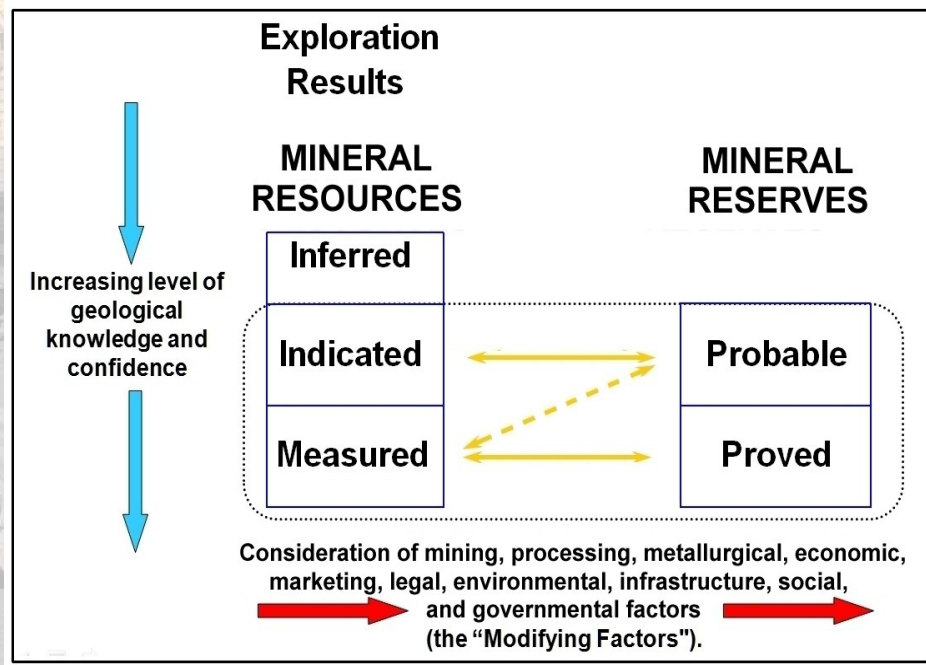 Exploration
Results
MINERAL
RESOURCES
MINERAL
RESERVES
Inferred
Increasing level of
geological
knowledge and
confidence
Indicated
Probable
Measured
Proved
Consideration of mining, processing, metallurgical, economic,
marketing, legal, environmental, infrastructure, social,
and governmental factors
(the “Modifying Factors").